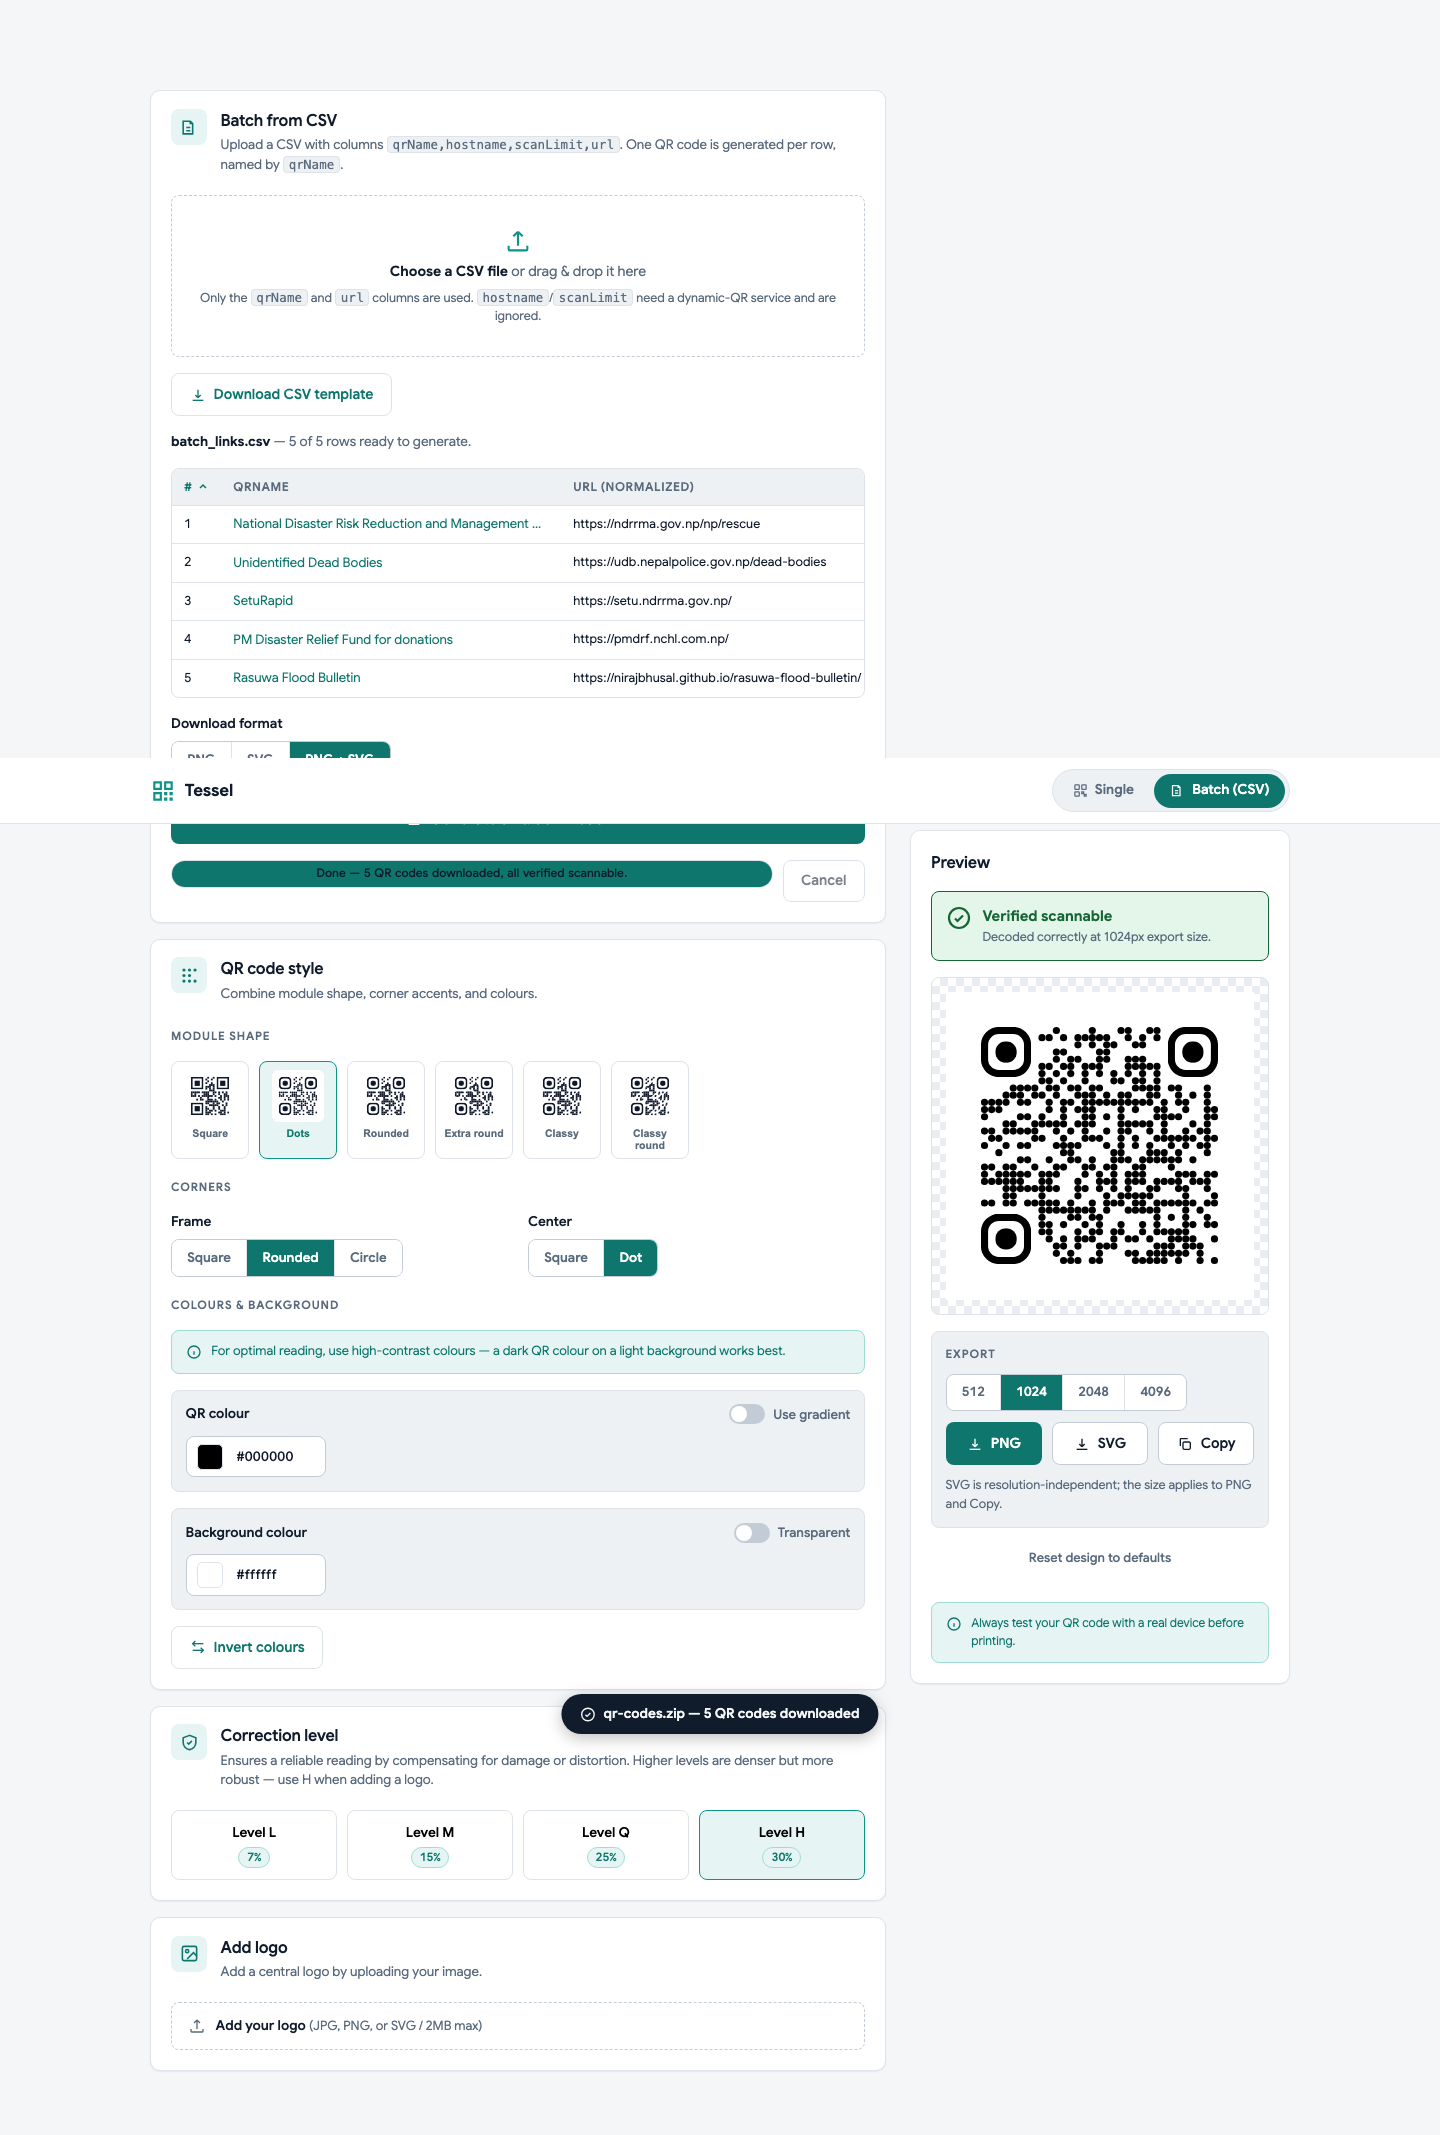 Batch from CSV
Upload a CSV with columns qrName,hostname,scanLimit,url. One QR code is generated per row,
named by qrName.
Choose a CSV file or drag & drop it here
Only the qrName and url columns are used. hostname/scanLimit need a dynamic-QR service and are
ignored.
Download CSV template
batch_links.csv — 5 of 5 rows ready to generate.
# QRNAME URL (NORMALIZED)
1 National Disaster Risk Reduction and Management ... https://ndrrma.gov.np/np/rescue
2 Unidentified Dead Bodies https://udb.nepalpolice.gov.np/dead-bodies
3 SetuRapid https://setu.ndrrma.gov.np/
4 PM Disaster Relief Fund for donations https://pmdrf.nchl.com.np/
5 Rasuwa Flood Bulletin https://nirajbhusal.github.io/rasuwa-flood-bulletin/
Download format
PNG SVG PNG + SVG
Tessel
Single Batch (CSV)
Done — 5 QR codes downloaded, all verified scannable.
Cancel
QR code style
Combine module shape, corner accents, and colours.
MODULE SHAPE
Square
Dots
Rounded
Extra round
Classy
Classy
round
CORNERS
Frame
Square Rounded Circle
Center
Square Dot
COLOURS & BACKGROUND
For optimal reading, use high-contrast colours — a dark QR colour on a light background works best.
QR colour
Use gradient
#000000
Background colour
Transparent
#ffffff
Invert colours
Preview
Verified scannable
Decoded correctly at 1024px export size.
EXPORT
512 1024 2048 4096
PNG SVG Copy
SVG is resolution-independent; the size applies to PNG
and Copy.
Reset design to defaults
Always test your QR code with a real device before
printing.
qr-codes.zip — 5 QR codes downloaded
Correction level
Ensures a reliable reading by compensating for damage or distortion. Higher levels are denser but more
robust — use H when adding a logo.
Level L
7%
Level M
15%
Level Q
25%
Level H
30%
Add logo
Add a central logo by uploading your image.
Add your logo (JPG, PNG, or SVG / 2MB max)